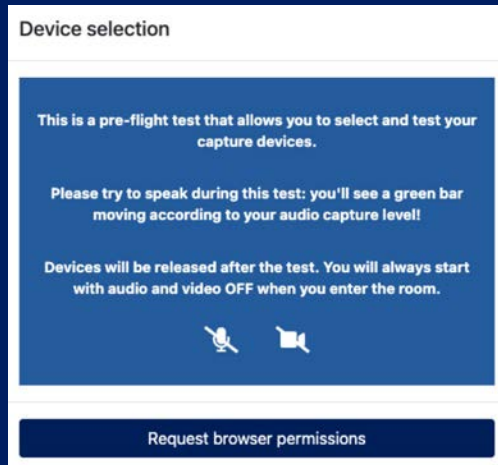 Device selection
This is a pre-flight test that allows you to select and test your
capture devices.
Please try to speak during this test: you'll see a green bar
moving according to your audio capture level!
Devices will be released after the test. You will always start
with audio and video OFF when you enter the room.
Request browser permissions